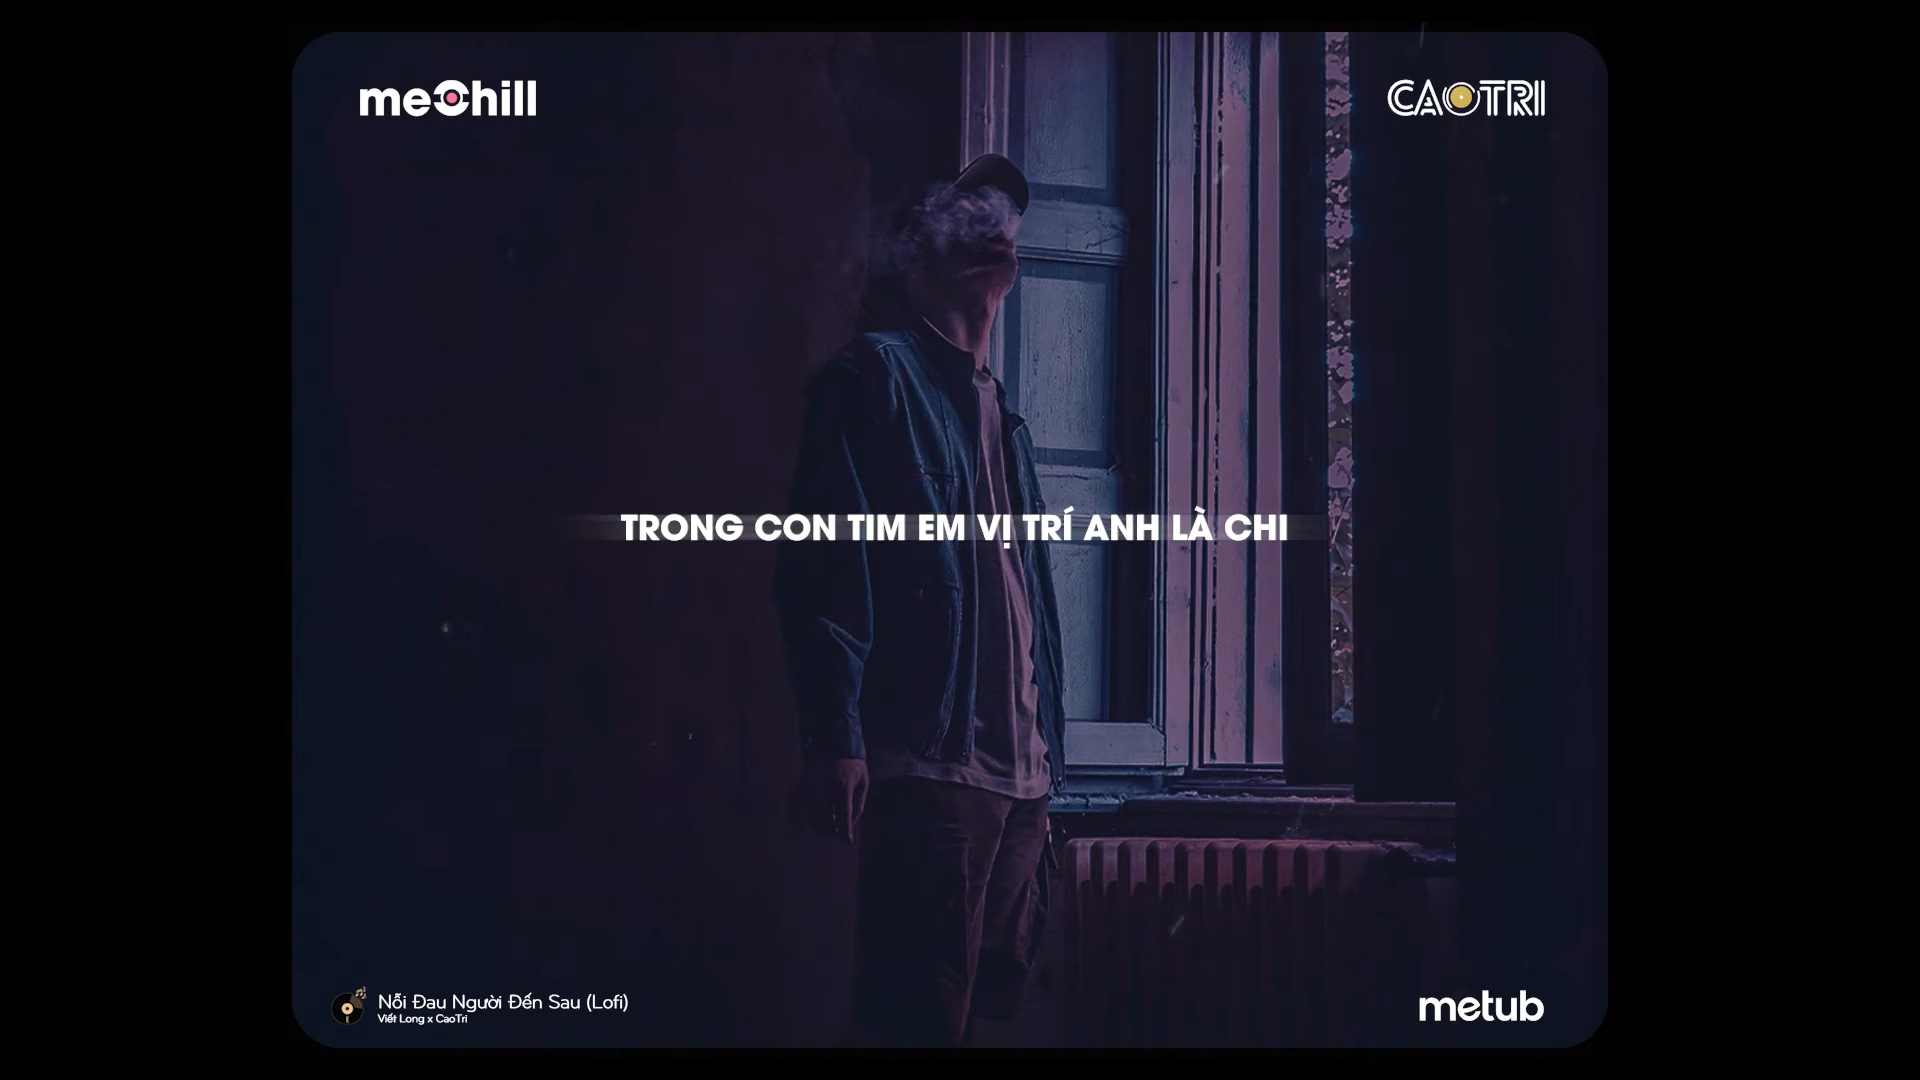 meChill
CAOTRI
TRONG CON TIM EM VỊ TRÍ ANH LÀ CHI
Nỗi Đau Người Đến Sau (Lofi)
Viết Long x CaoTri
metub